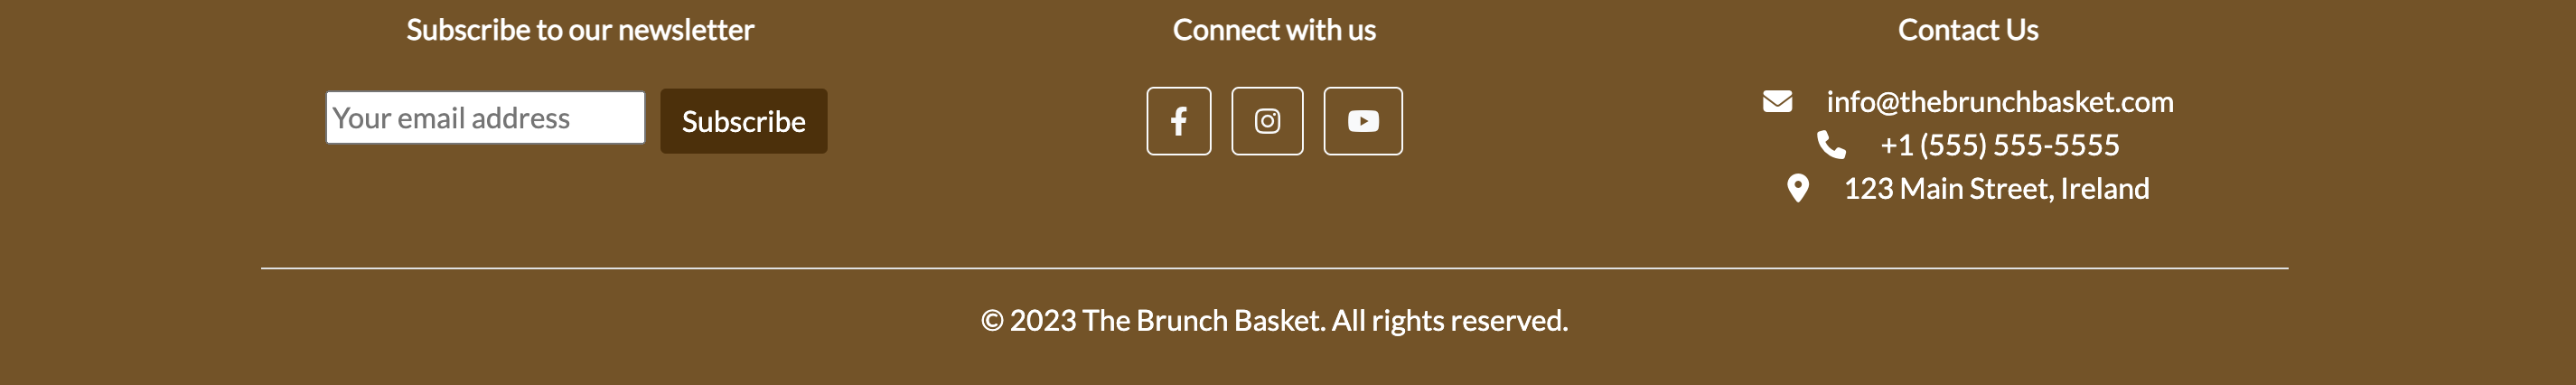 Subscribe to our newsletter
Your email address
Subscribe
Connect with us
Contact Us
info@thebrunchbasket.com
+1 (555) 555-5555
123 Main Street, Ireland
© 2023 The Brunch Basket. All rights reserved.